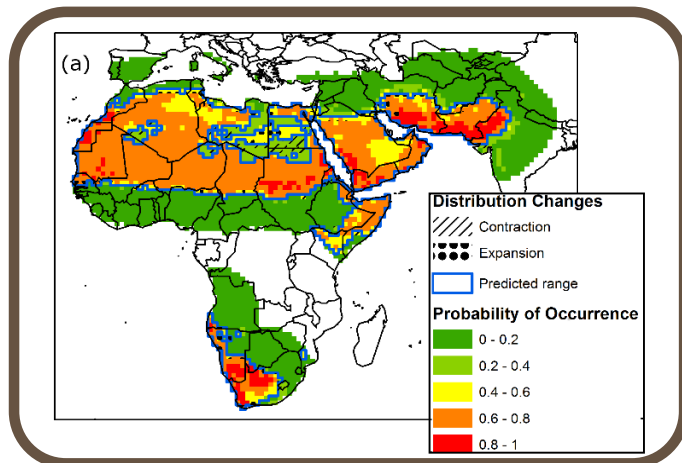 (a)
Distribution Changes
Contraction
Expansion
Predicted range
Probability of Occurrence
0 - 0.2
0.2 - 0.4
0.4 - 0.6
0.6 - 0.8
0.8 - 1